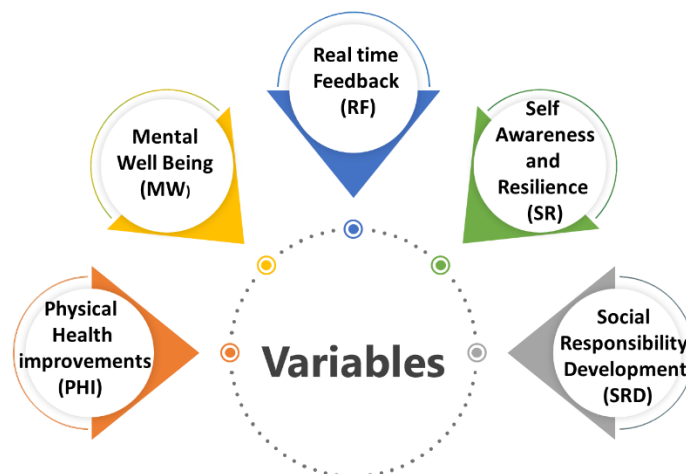 Real time
Feedback
(RF)
Mental
Well Being
(MW)
Self
Awareness
and
Resilience
(SR)
Physical
Health
improvements
(PHI)
Social
Responsibility
Development
(SRD)
Variables